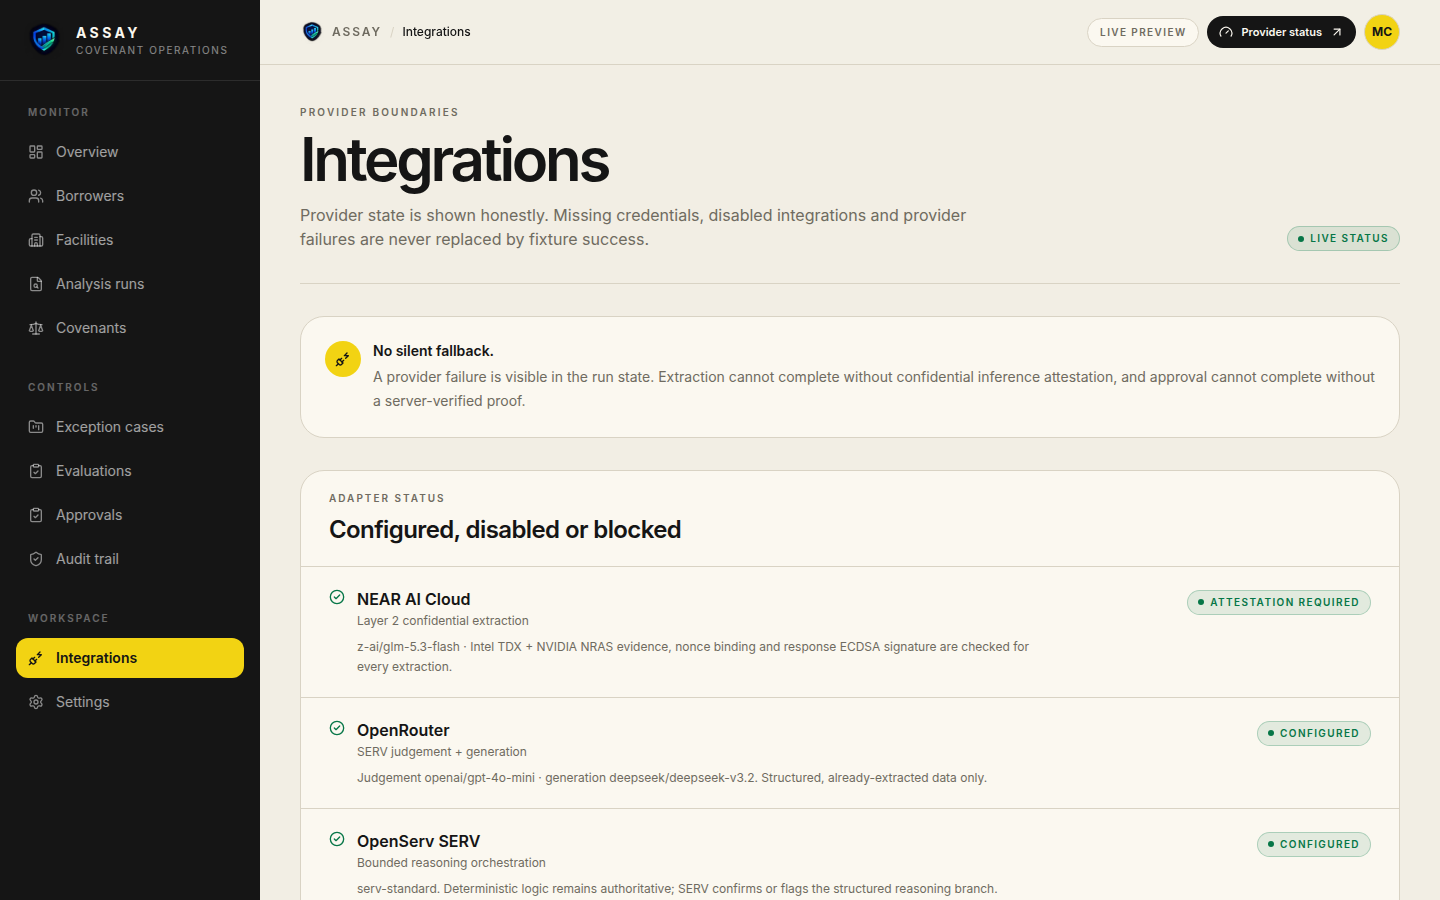 ASSAY
COVENANT OPERATIONS
MONITOR
Overview
Borrowers
Facilities
Analysis runs
Covenants
CONTROLS
Exception cases
Evaluations
Approvals
Audit trail
WORKSPACE
Integrations
Settings
ASSAY / Integrations
LIVE PREVIEW
Provider status
MC
PROVIDER BOUNDARIES
Integrations
Provider state is shown honestly. Missing credentials, disabled integrations and provider
failures are never replaced by fixture success.
LIVE STATUS
No silent fallback.
A provider failure is visible in the run state. Extraction cannot complete without confidential inference attestation, and approval cannot complete without
a server-verified proof.
ADAPTER STATUS
Configured, disabled or blocked
NEAR AI Cloud
ATTESTATION REQUIRED
Layer 2 confidential extraction
z-ai/glm-5.3-flash · Intel TDX + NVIDIA NRAS evidence, nonce binding and response ECDSA signature are checked for
every extraction.
OpenRouter
CONFIGURED
SERV judgement + generation
Judgement openai/gpt-4o-mini · generation deepseek/deepseek-v3.2. Structured, already-extracted data only.
OpenServ SERV
CONFIGURED
Bounded reasoning orchestration
serv-standard. Deterministic logic remains authoritative; SERV confirms or flags the structured reasoning branch.